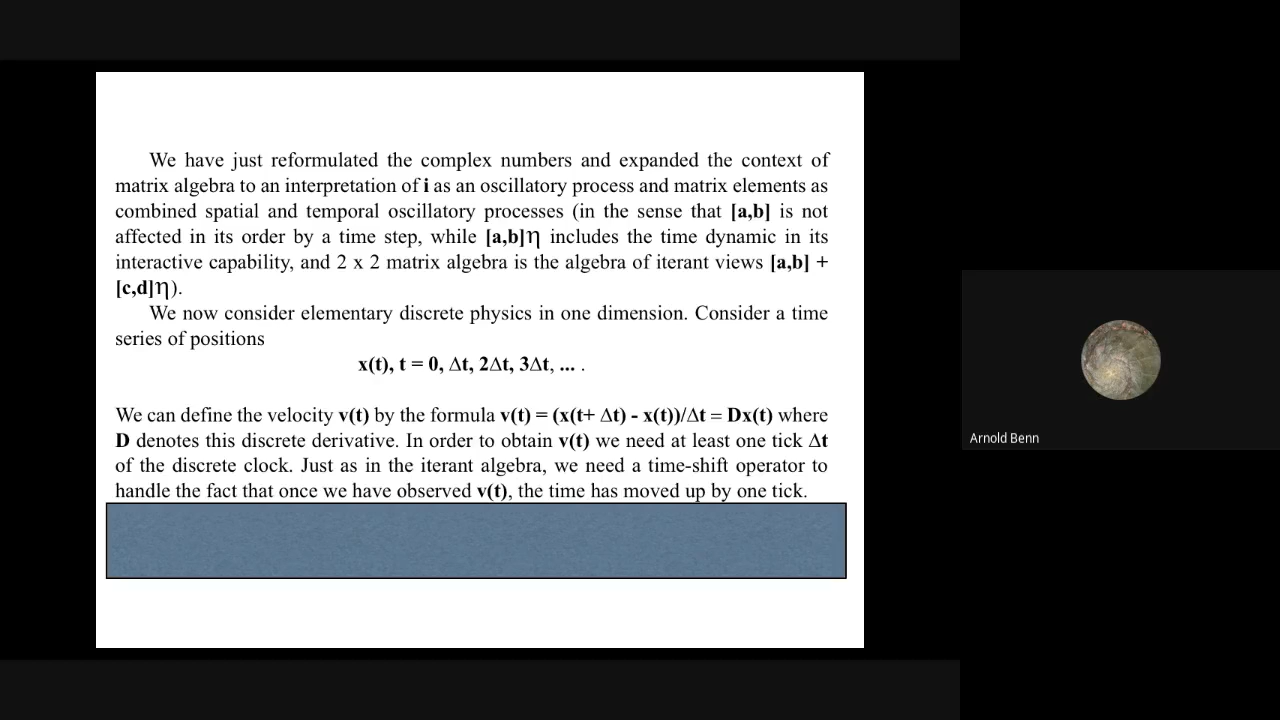 We have just reformulated the complex numbers and expanded the context of
matrix algebra to an interpretation of i as an oscillatory process and matrix elements as
combined spatial and temporal oscillatory processes (in the sense that [a,b] is not
affected in its order by a time step, while [a,b]η includes the time dynamic in its
interactive capability, and 2 x 2 matrix algebra is the algebra of iterant views [a,b] +
[c,d]η).
We now consider elementary discrete physics in one dimension. Consider a time
series of positions
x(t), t = 0, Δt, 2Δt, 3Δt, ... .
We can define the velocity v(t) by the formula v(t) = (x(t+ Δt) - x(t))/Δt = Dx(t) where
D denotes this discrete derivative. In order to obtain v(t) we need at least one tick Δt
of the discrete clock. Just as in the iterant algebra, we need a time-shift operator to
handle the fact that once we have observed v(t), the time has moved up by one tick.
Arnold Benn